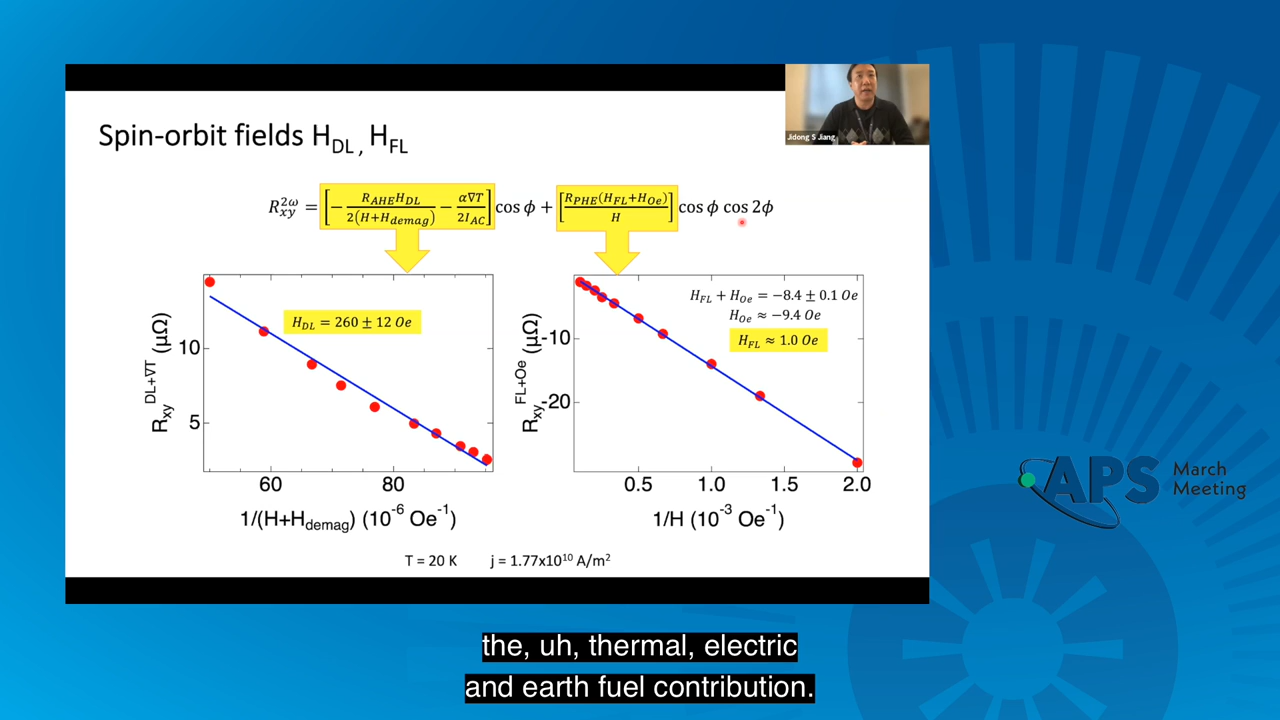 Jidong S Jiang
Spin-orbit fields H_DL , H_FL
R_xy^2ω = [ − R_AHE H_DL / 2(H+H_demag) − α∇T / 2I_AC ] cos ϕ + [ R_PHE(H_FL+H_Oe) / H ] cos ϕ cos 2ϕ
R_xy^DL+∇T (μΩ)
10
5
H_DL = 260 ± 12 Oe
60 80
1/(H+H_demag) (10^-6 Oe^-1)
R_xy^FL+Oe (μΩ)
-10
-20
H_FL + H_Oe = −8.4 ± 0.1 Oe
H_Oe ≈ −9.4 Oe
H_FL ≈ 1.0 Oe
0.5 1.0 1.5 2.0
1/H (10^-3 Oe^-1)
T = 20 K j = 1.77x10^10 A/m^2
APS March
Meeting
the, uh, thermal, electric
and earth fuel contribution.